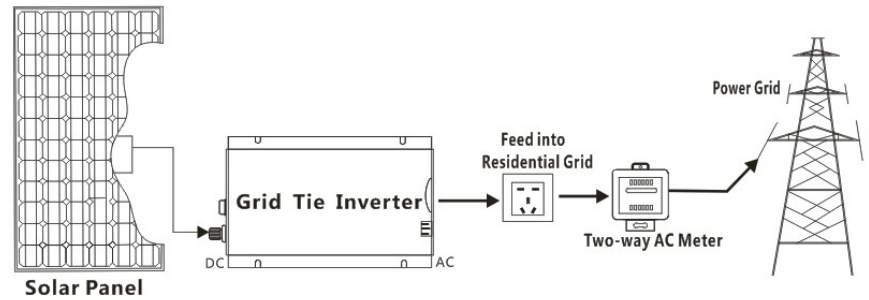 Power Grid
Feed into
Residential Grid
Grid Tie Inverter
Two-way AC Meter
DC
AC
Solar Panel